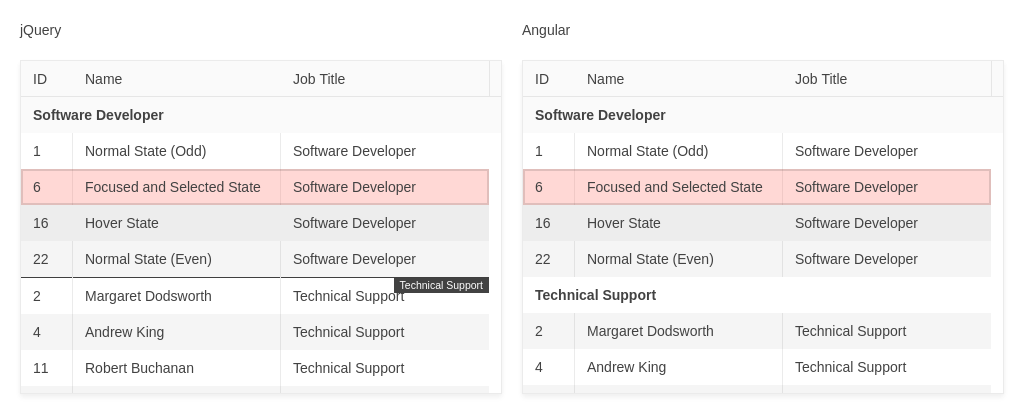 jQuery
ID Name Job Title
Software Developer
1 Normal State (Odd) Software Developer
6 Focused and Selected State Software Developer
16 Hover State Software Developer
22 Normal State (Even) Software Developer
Technical Support
2 Margaret Dodsworth Technical Support
4 Andrew King Technical Support
11 Robert Buchanan Technical Support
Angular
ID Name Job Title
Software Developer
1 Normal State (Odd) Software Developer
6 Focused and Selected State Software Developer
16 Hover State Software Developer
22 Normal State (Even) Software Developer
Technical Support
2 Margaret Dodsworth Technical Support
4 Andrew King Technical Support